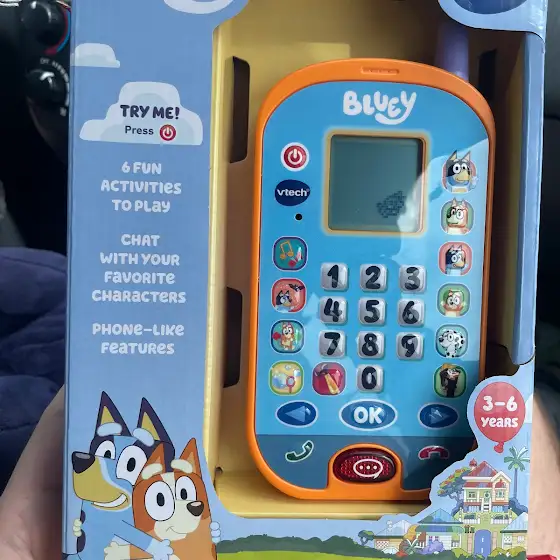 TRY ME!
Press
6 FUN
ACTIVITIES
TO PLAY
CHAT
WITH YOUR
FAVORITE
CHARACTERS
PHONE-LIKE
FEATURES
BLUEY
vtech
1 2 3
4 5 6
7 8 9
0
OK
3-6
YEARS